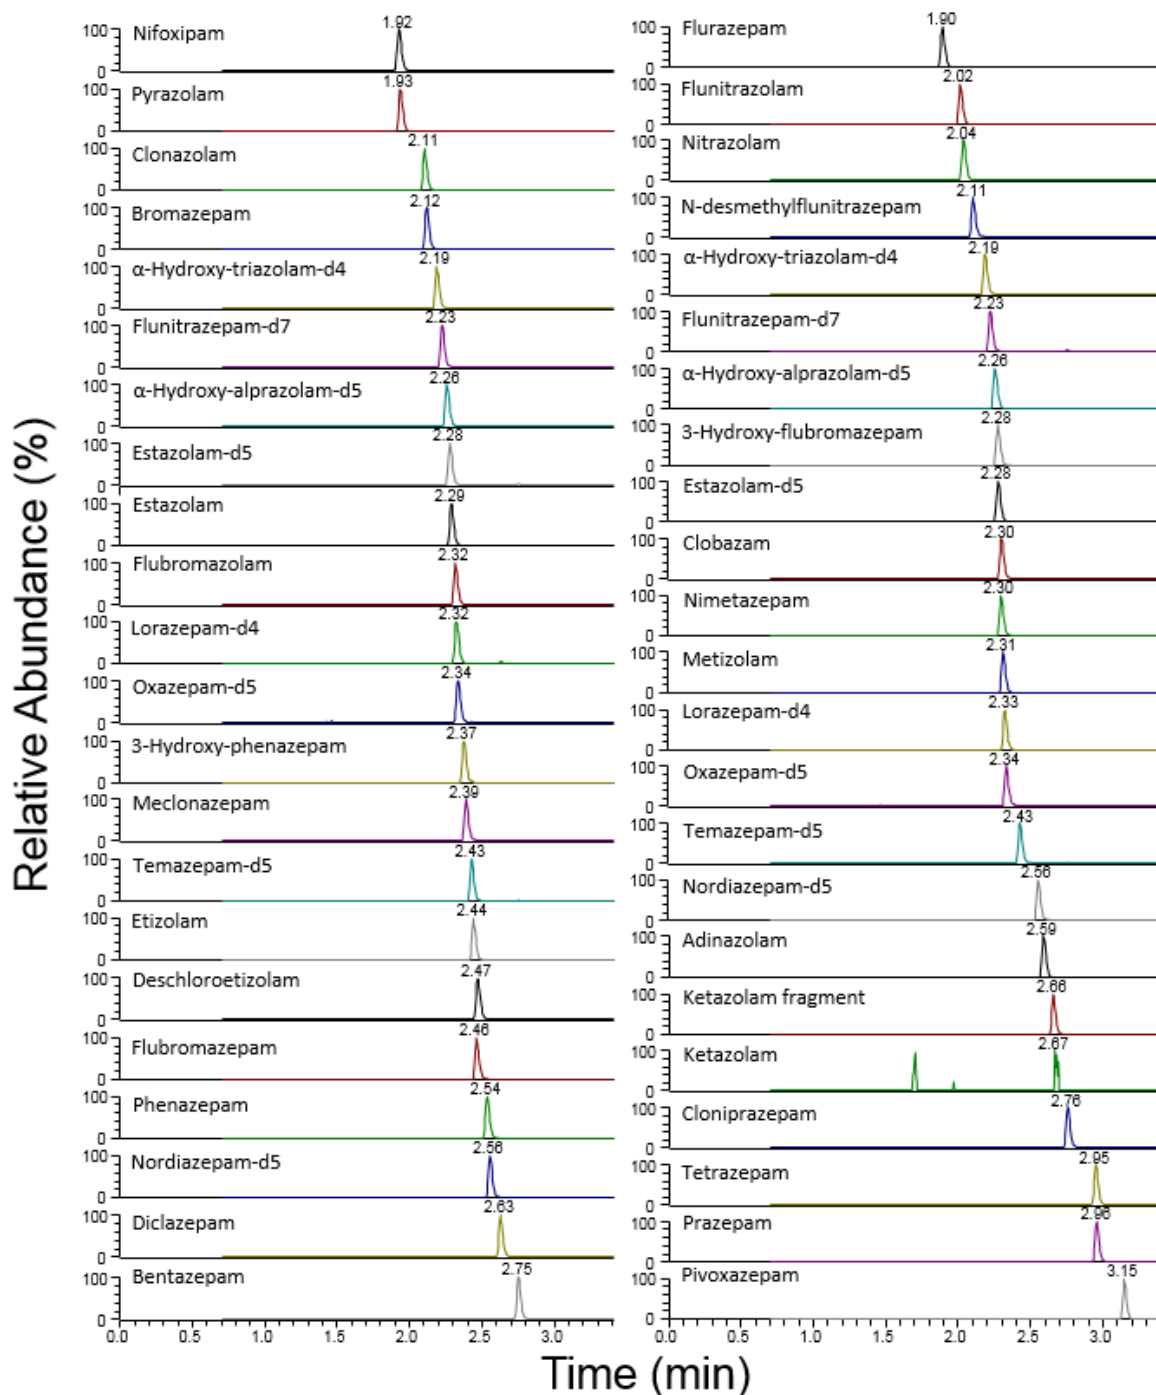 Relative Abundance (%)
Nifoxipam
1.92
100
0
Pyrazolam
1.93
100
0
Clonazolam
2.11
100
0
Bromazepam
2.12
100
0
α-Hydroxy-triazolam-d4
2.19
100
0
Flunitrazepam-d7
2.23
100
0
α-Hydroxy-alprazolam-d5
2.26
100
0
Estazolam-d5
2.28
100
0
Estazolam
2.29
100
0
Flubromazolam
2.32
100
0
Lorazepam-d4
2.32
100
0
Oxazepam-d5
2.34
100
0
3-Hydroxy-phenazepam
2.37
100
0
Meclonazepam
2.39
100
0
Temazepam-d5
2.43
100
0
Etizolam
2.44
100
0
Deschloroetizolam
2.47
100
0
Flubromazepam
2.46
100
0
Phenazepam
2.54
100
0
Nordiazepam-d5
2.56
100
0
Diclazepam
2.63
100
0
Bentazepam
2.75
100
0
0.0 0.5 1.0 1.5 2.0 2.5 3.0
Flurazepam
1.90
100
0
Flunitrazolam
2.02
100
0
Nitrazolam
2.04
100
0
N-desmethylflunitrazepam
2.11
100
0
α-Hydroxy-triazolam-d4
2.19
100
0
Flunitrazepam-d7
2.23
100
0
α-Hydroxy-alprazolam-d5
2.26
100
0
3-Hydroxy-flubromazepam
2.28
100
0
Estazolam-d5
2.28
100
0
Clobazam
2.30
100
0
Nimetazepam
2.30
100
0
Metizolam
2.31
100
0
Lorazepam-d4
2.33
100
0
Oxazepam-d5
2.34
100
0
Temazepam-d5
2.43
100
0
Nordiazepam-d5
2.56
100
0
Adinazolam
2.59
100
0
Ketazolam fragment
2.66
100
0
Ketazolam
2.67
100
0
Cloniprazepam
2.76
100
0
Tetrazepam
2.95
100
0
Prazepam
2.96
100
0
Pivoxazepam
3.15
100
0
0.0 0.5 1.0 1.5 2.0 2.5 3.0
Time (min)